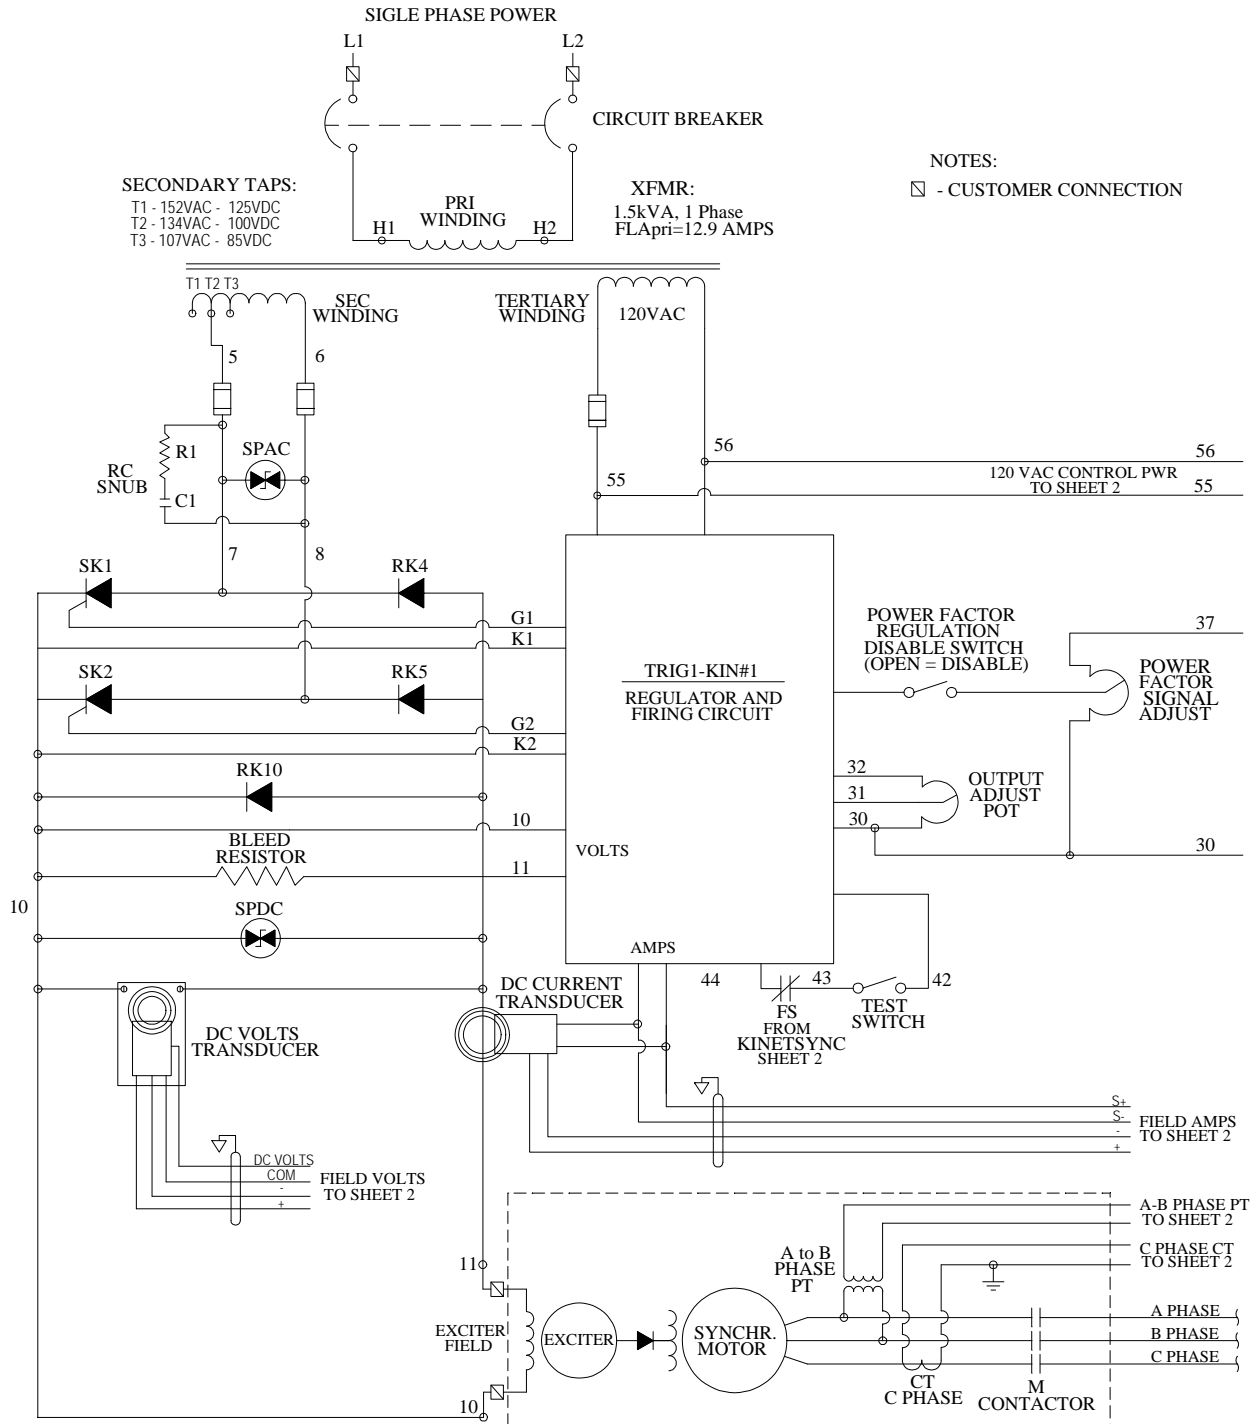 SIGLE PHASE POWER
L1
L2
CIRCUIT BREAKER
NOTES:
- CUSTOMER CONNECTION
SECONDARY TAPS:
T1 - 152VAC - 125VDC
T2 - 134VAC - 100VDC
T3 - 107VAC - 85VDC
PRI
WINDING
H1
H2
XFMR:
1.5kVA, 1 Phase
FLApri=12.9 AMPS
T1 T2 T3
SEC
WINDING
TERTIARY
WINDING
120VAC
5
6
R1
RC
SNUB
C1
SPAC
7
8
55
56
56
120 VAC CONTROL PWR
TO SHEET 2
55
SK1
RK4
G1
K1
SK2
RK5
G2
K2
RK10
10
BLEED
RESISTOR
11
10
SPDC
TRIG1-KIN#1
REGULATOR AND
FIRING CIRCUIT
VOLTS
AMPS
POWER FACTOR
REGULATION
DISABLE SWITCH
(OPEN = DISABLE)
37
POWER
FACTOR
SIGNAL
ADJUST
32
31
30
OUTPUT
ADJUST
POT
30
44
43
42
FS
FROM
KINETSYNC
SHEET 2
TEST
SWITCH
DC CURRENT
TRANSDUCER
DC VOLTS
TRANSDUCER
S+
S-
-
+
FIELD AMPS
TO SHEET 2
DC VOLTS
COM
-
+
FIELD VOLTS
TO SHEET 2
A-B PHASE PT
TO SHEET 2
C PHASE CT
TO SHEET 2
11
A to B
PHASE
PT
EXCITER
FIELD
EXCITER
SYNCHR.
MOTOR
A PHASE
B PHASE
C PHASE
CT
C PHASE
M
CONTACTOR
10